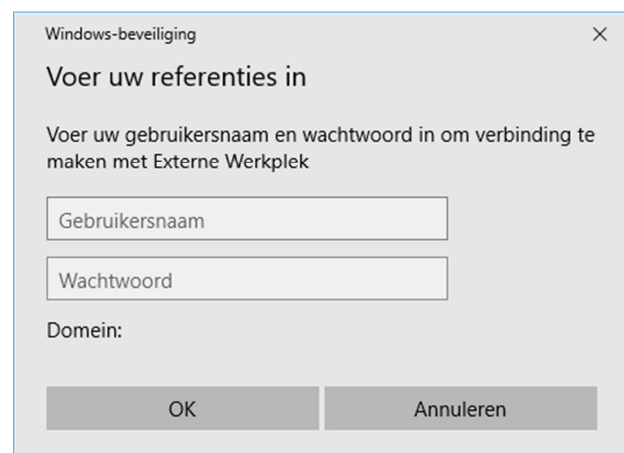 Windows-beveiliging
Voer uw referenties in
Voer uw gebruikersnaam en wachtwoord in om verbinding te
maken met Externe Werkplek
Gebruikersnaam
Wachtwoord
Domein:
OK Annuleren